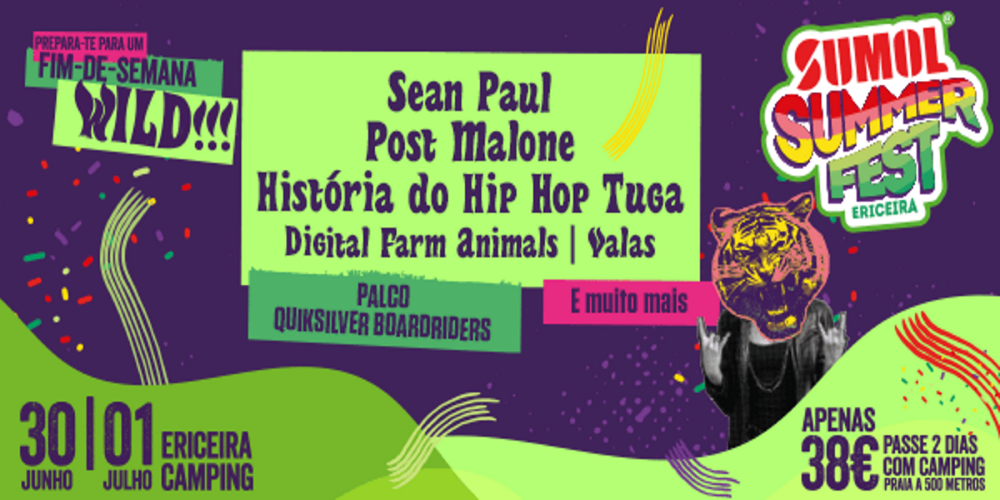 PREPARA-TE PARA UM
FIM-DE-SEMANA
WILD!!!
Sean Paul
Post Malone
História do Hip Hop Tuga
Digital Farm Animals | Valas
PALCO
QUIKSILVER BOARDRIDERS
E muito mais
SUMOL®
SUMMER
FEST
ERICEIRA
30 | 01
JUNHO JULHO
ERICEIRA
CAMPING
APENAS
38€
PASSE 2 DIAS
COM CAMPING
PRAIA A 500 METROS